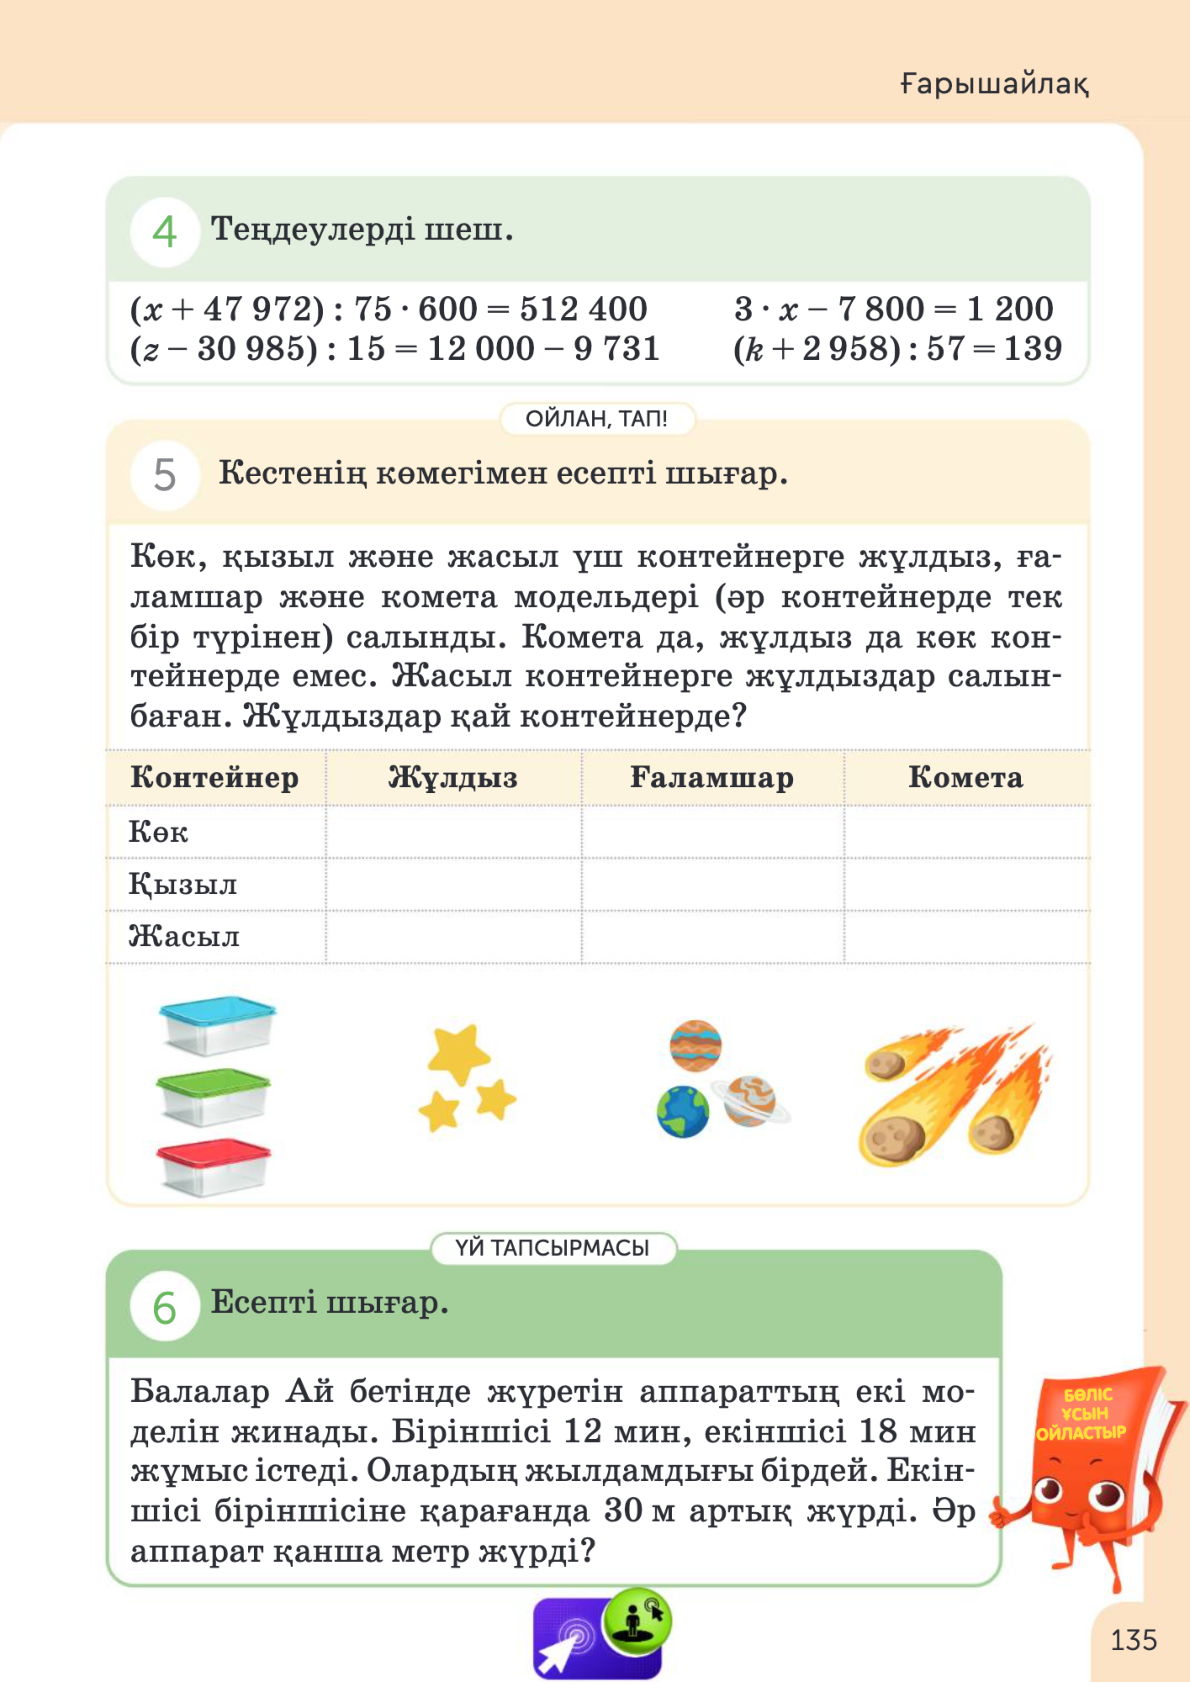 Ғарышайлақ
4 Теңдеулерді шеш.
(x + 47 972) : 75 · 600 = 512 400    3 · x – 7 800 = 1 200
(z – 30 985) : 15 = 12 000 – 9 731    (k + 2 958) : 57 = 139
ОЙЛАН, ТАП!
5 Кестенің көмегімен есепті шығар.
Көк, қызыл және жасыл үш контейнерге жұлдыз, ға-
ламшар және комета модельдері (әр контейнерде тек
бір түрінен) салынды. Комета да, жұлдыз да көк кон-
тейнерде емес. Жасыл контейнерге жұлдыздар салын-
баған. Жұлдыздар қай контейнерде?
Контейнер    Жұлдыз    Ғаламшар    Комета
Көк
Қызыл
Жасыл
ҮЙ ТАПСЫРМАСЫ
6 Есепті шығар.
Балалар Ай бетінде жүретін аппараттың екі мо-
делін жинады. Біріншісі 12 мин, екіншісі 18 мин
жұмыс істеді. Олардың жылдамдығы бірдей. Екін-
шісі біріншісіне қарағанда 30 м артық жүрді. Әр
аппарат қанша метр жүрді?
БӨЛІС
ҰСЫН
ОЙЛАСТЫР
135